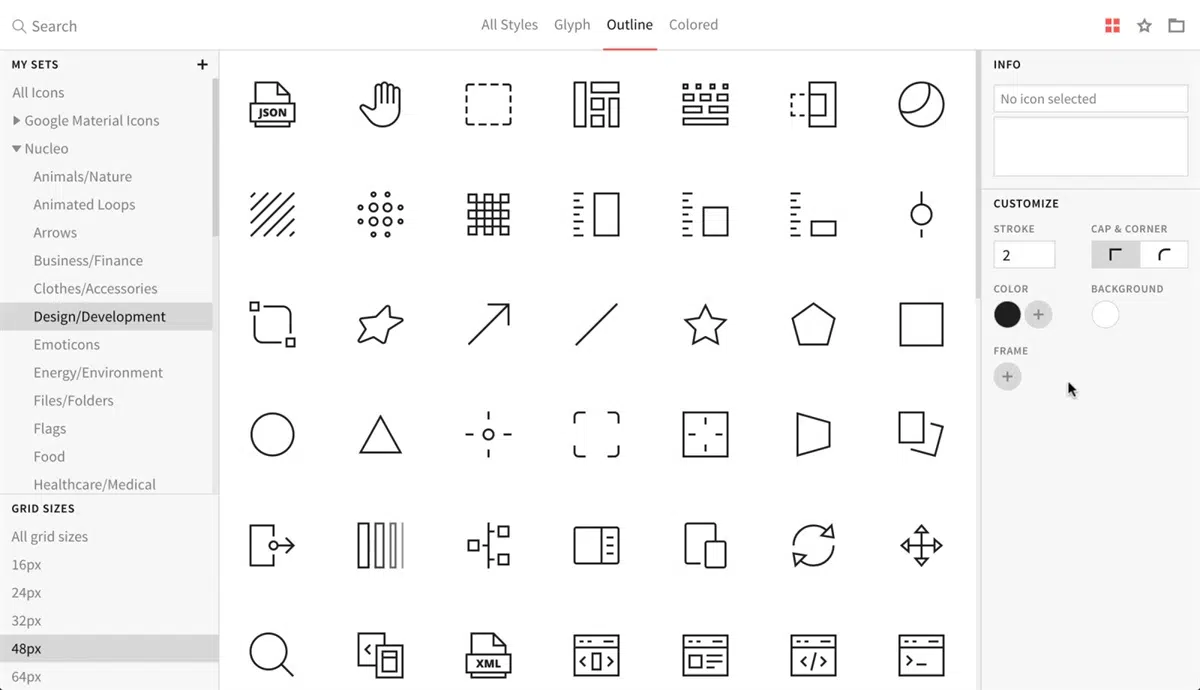 Search
All Styles
Glyph
Outline
Colored
MY SETS
+
All Icons
Google Material Icons
Nucleo
Animals/Nature
Animated Loops
Arrows
Business/Finance
Clothes/Accessories
Design/Development
Emoticons
Energy/Environment
Files/Folders
Flags
Food
Healthcare/Medical
GRID SIZES
All grid sizes
16px
24px
32px
48px
64px
JSON
XML
INFO
No icon selected
CUSTOMIZE
STROKE
CAP & CORNER
2
COLOR
BACKGROUND
+
FRAME
+